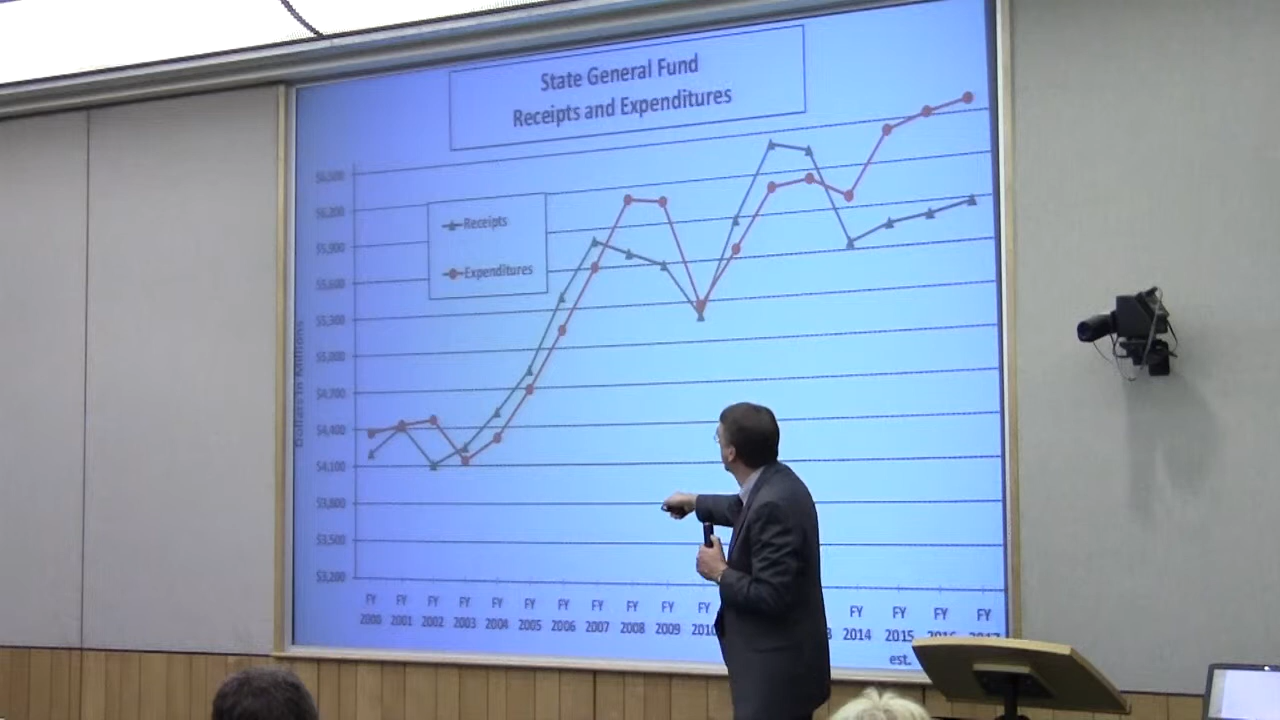 State General Fund
Receipts and Expenditures
Receipts
Expenditures
Dollars in Millions
$6,500
$6,200
$5,900
$5,600
$5,300
$5,000
$4,700
$4,400
$4,100
$3,800
$3,500
$3,200
FY FY FY FY FY FY FY FY FY FY FY FY FY FY FY
2000 2001 2002 2003 2004 2005 2006 2007 2008 2009 2010 3 2014 2015 2016 2017
est.